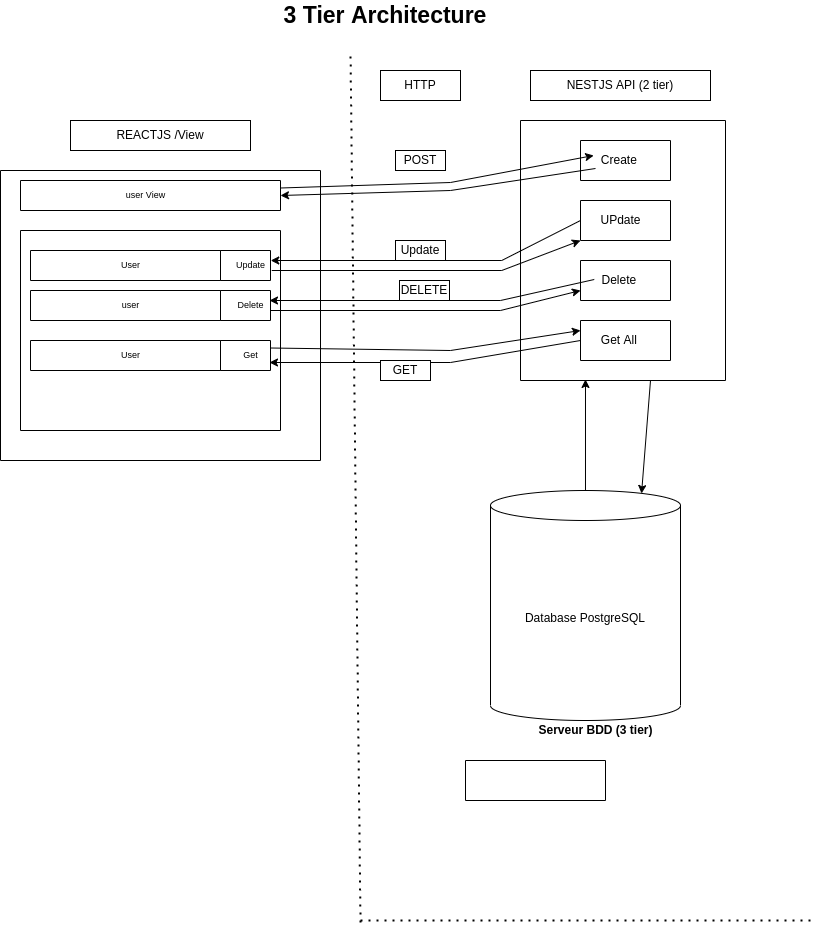 3 Tier Architecture
HTTP
NESTJS API (2 tier)
REACTJS /View
POST
Create
user View
UPdate
Update
User
Update
DELETE
Delete
user
Delete
Get All
User
Get
GET
Database PostgreSQL
Serveur BDD (3 tier)